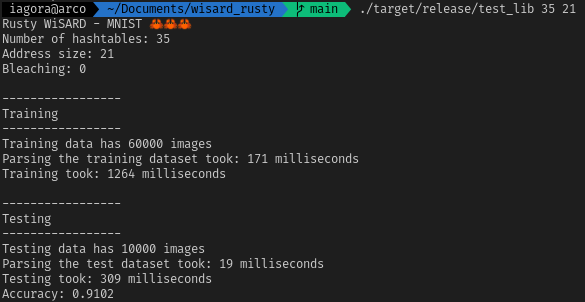 iagora@arco ~/Documents/wisard_rusty main ./target/release/test_lib 35 21
Rusty WiSARD - MNIST 🦀🦀🦀
Number of hashtables: 35
Address size: 21
Bleaching: 0
----------------
Training
----------------
Training data has 60000 images
Parsing the training dataset took: 171 milliseconds
Training took: 1264 milliseconds
----------------
Testing
----------------
Testing data has 10000 images
Parsing the test dataset took: 19 milliseconds
Testing took: 309 milliseconds
Accuracy: 0.9102